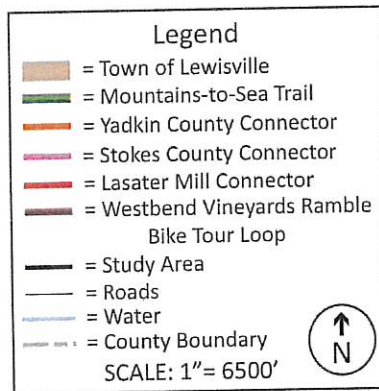 Legend
= Town of Lewisville
= Mountains-to-Sea Trail
= Yadkin County Connector
= Stokes County Connector
= Lasater Mill Connector
= Westbend Vineyards Ramble
Bike Tour Loop
= Study Area
= Roads
= Water
= County Boundary
SCALE: 1"= 6500'
N